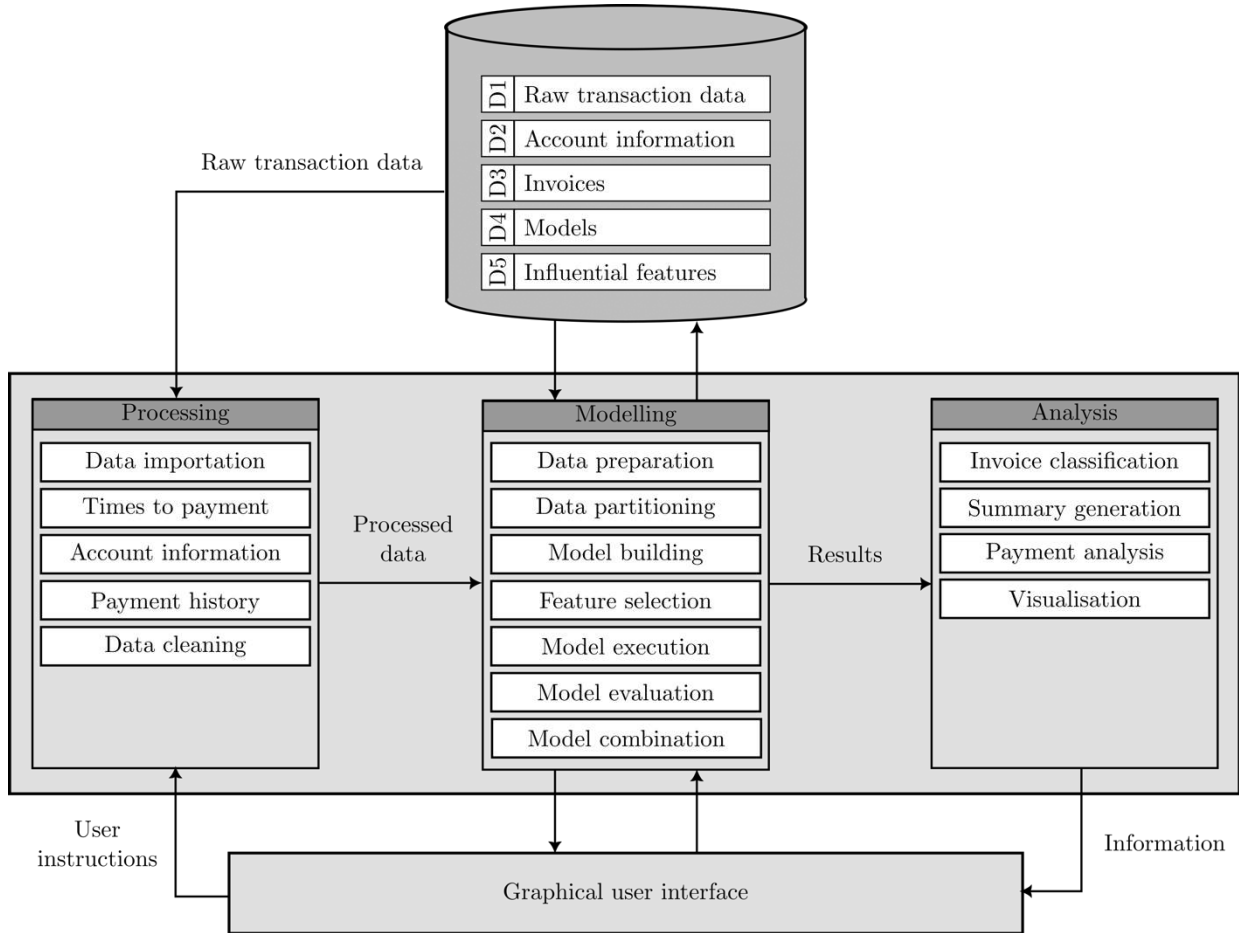 D1 Raw transaction data
D2 Account information
D3 Invoices
D4 Models
D5 Influential features
Raw transaction data
Processing
Data importation
Times to payment
Account information
Payment history
Data cleaning
Processed
data
Modelling
Data preparation
Data partitioning
Model building
Feature selection
Model execution
Model evaluation
Model combination
Results
Analysis
Invoice classification
Summary generation
Payment analysis
Visualisation
User
instructions
Information
Graphical user interface